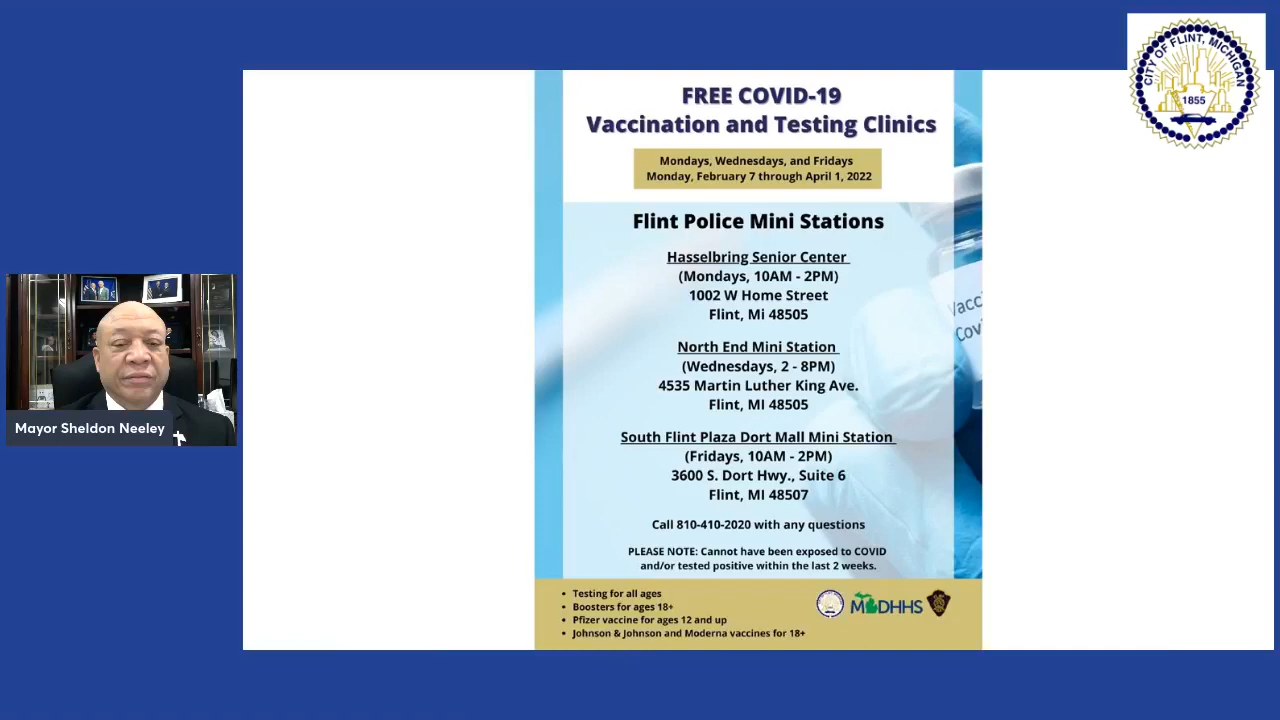 CITY OF FLINT, MICHIGAN
1855
FREE COVID-19
Vaccination and Testing Clinics
Mondays, Wednesdays, and Fridays
Monday, February 7 through April 1, 2022
Flint Police Mini Stations
Hasselbring Senior Center
(Mondays, 10AM - 2PM)
1002 W Home Street
Flint, Mi 48505
North End Mini Station
(Wednesdays, 2 - 8PM)
4535 Martin Luther King Ave.
Flint, MI 48505
South Flint Plaza Dort Mall Mini Station
(Fridays, 10AM - 2PM)
3600 S. Dort Hwy., Suite 6
Flint, MI 48507
Call 810-410-2020 with any questions
PLEASE NOTE: Cannot have been exposed to COVID
and/or tested positive within the last 2 weeks.
Testing for all ages
Boosters for ages 18+
Pfizer vaccine for ages 12 and up
Johnson & Johnson and Moderna vaccines for 18+
MDHHS
Vacci
Covi
Mayor Sheldon Neeley